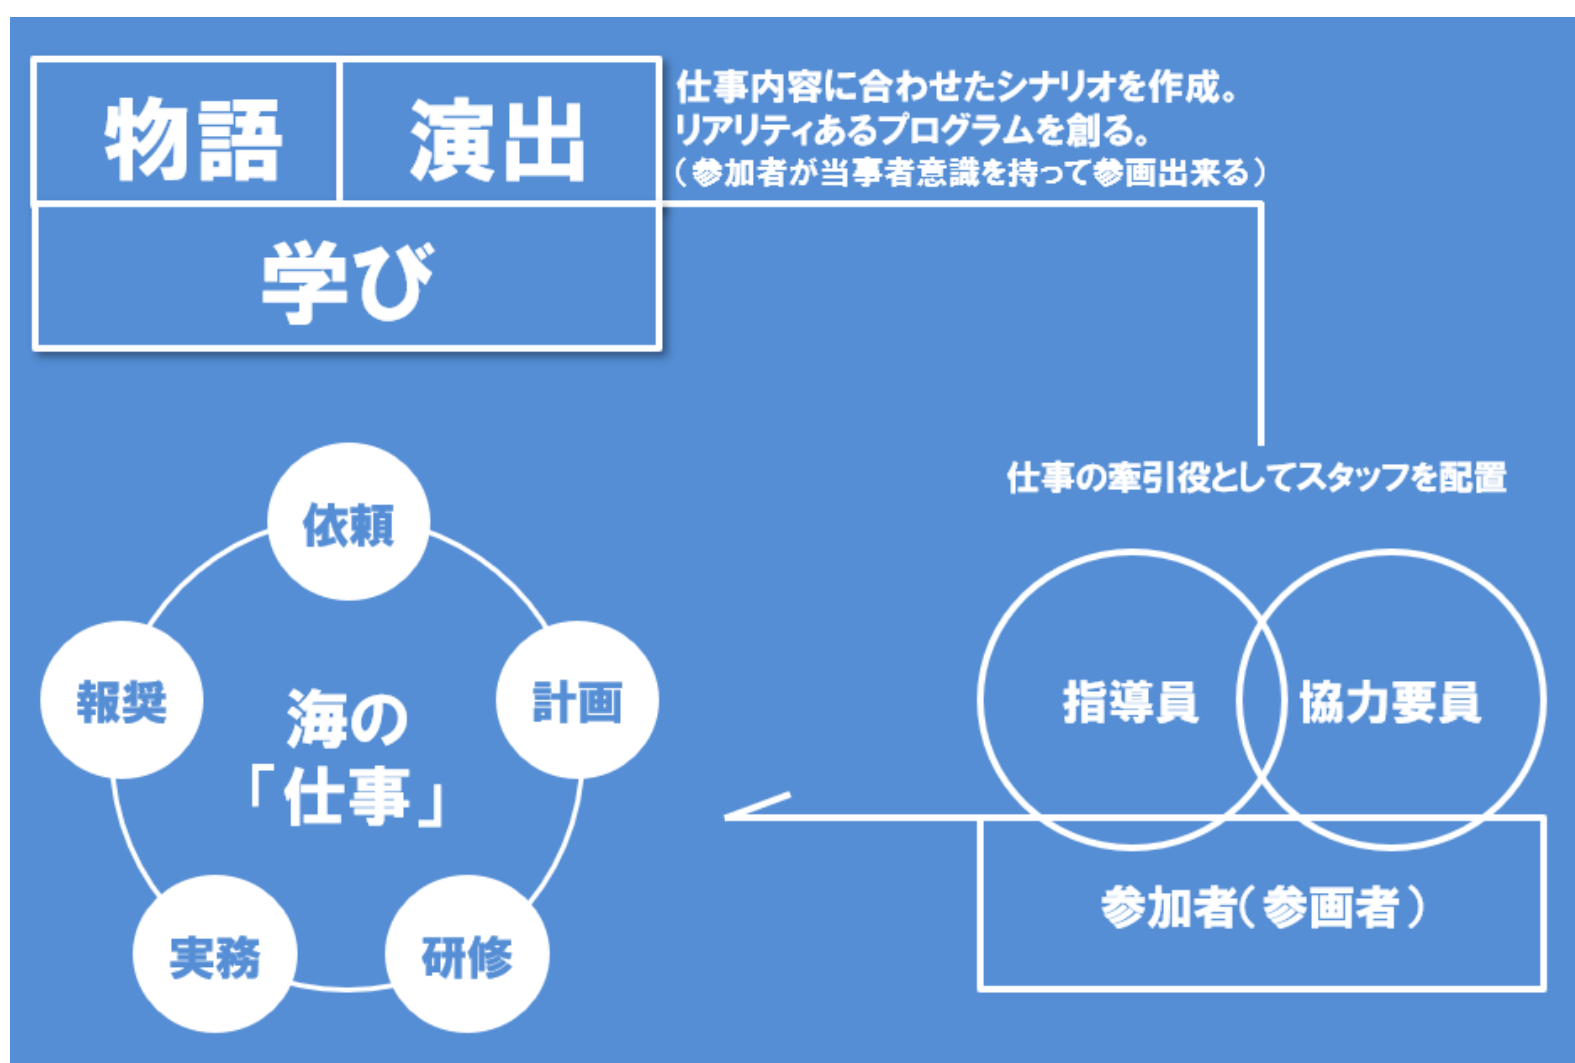 物語
演出
仕事内容に合わせたシナリオを作成。
リアリティあるプログラムを創る。
（参加者が当事者意識を持って参画出来る）
学び
仕事の牽引役としてスタッフを配置
依頼
報奨
計画
海の
「仕事」
実務
研修
指導員
協力要員
参加者（参画者）